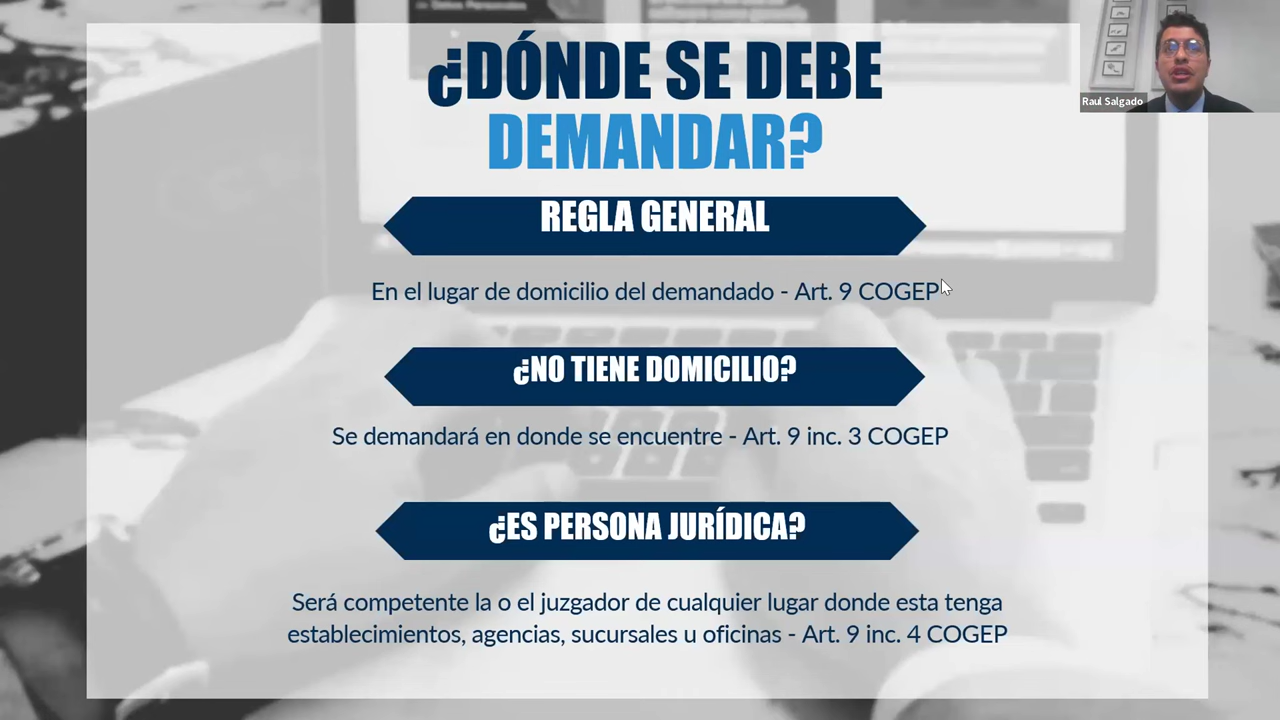 Datos Personales
¿DÓNDE SE DEBE
DEMANDAR?
Raul Salgado
REGLA GENERAL
En el lugar de domicilio del demandado - Art. 9 COGEP
¿NO TIENE DOMICILIO?
Se demandará en donde se encuentre - Art. 9 inc. 3 COGEP
¿ES PERSONA JURÍDICA?
Será competente la o el juzgador de cualquier lugar donde esta tenga
establecimientos, agencias, sucursales u oficinas - Art. 9 inc. 4 COGEP